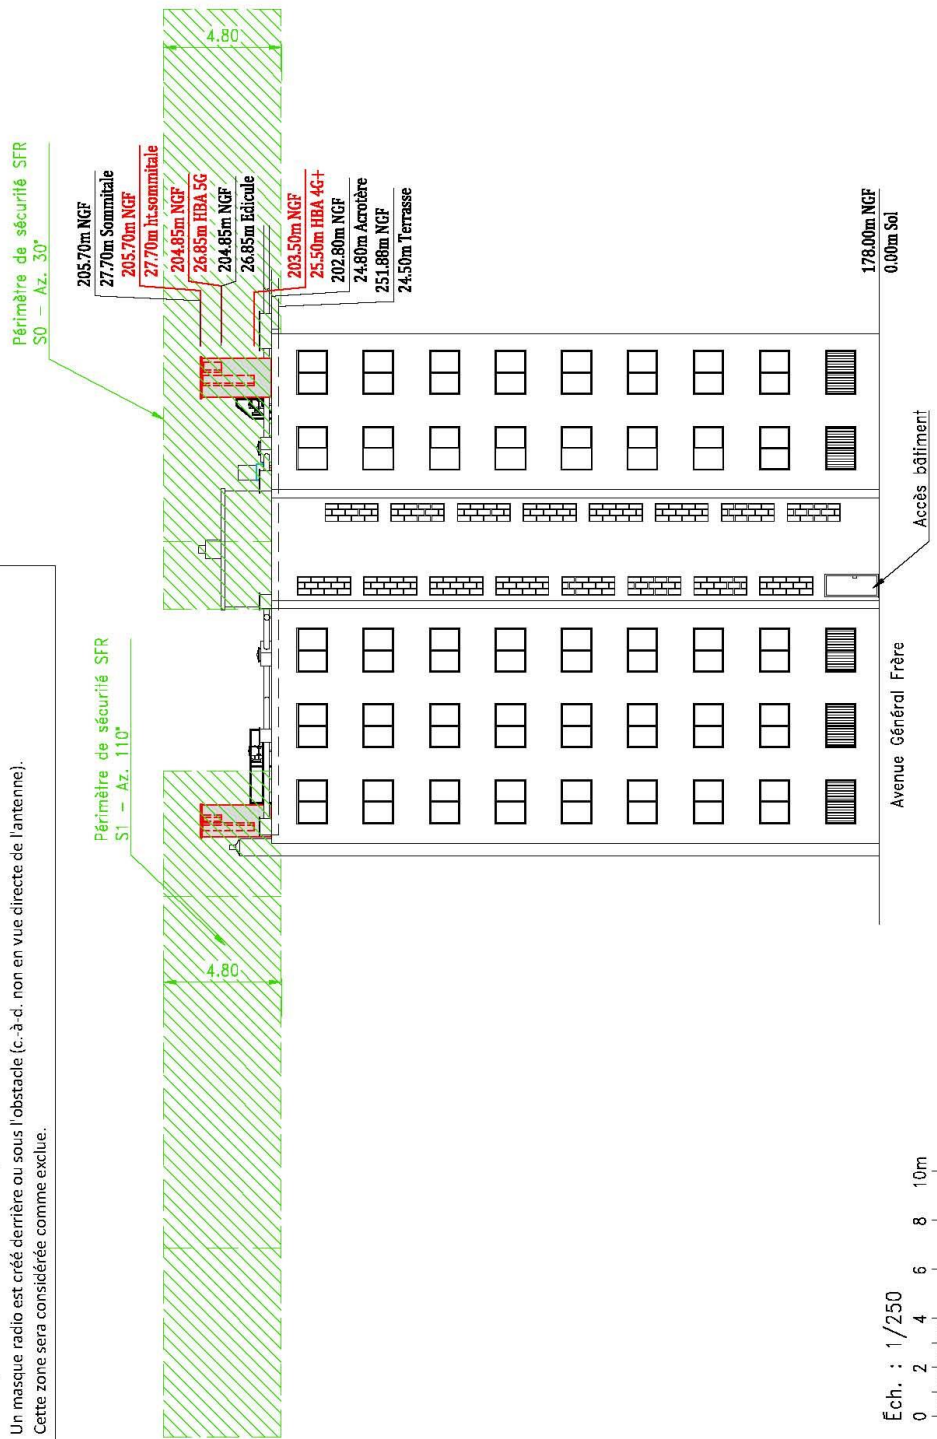 Un masque radio est créé derrière ou sous l'obstacle (c.-à-d. non en vue directe de l'antenne).
Cette zone sera considérée comme exclue.
Périmètre de sécurité SFR
S0 - Az. 30°
4.80
Périmètre de sécurité SFR
S1 - Az. 110°
4.80
205.70m NGF
27.70m Sommitale
205.70m NGF
27.70m ht.sommitale
204.85m NGF
26.85m HBA 5G
204.85m NGF
26.85m Edicule
203.50m NGF
25.50m HBA 4G+
202.80m NGF
24.80m Acrotère
251.88m NGF
24.50m Terrasse
178.00m NGF
0.00m Sol
Accès bâtiment
Avenue Général Frère
Éch. : 1/250
0 2 4 6 8 10m